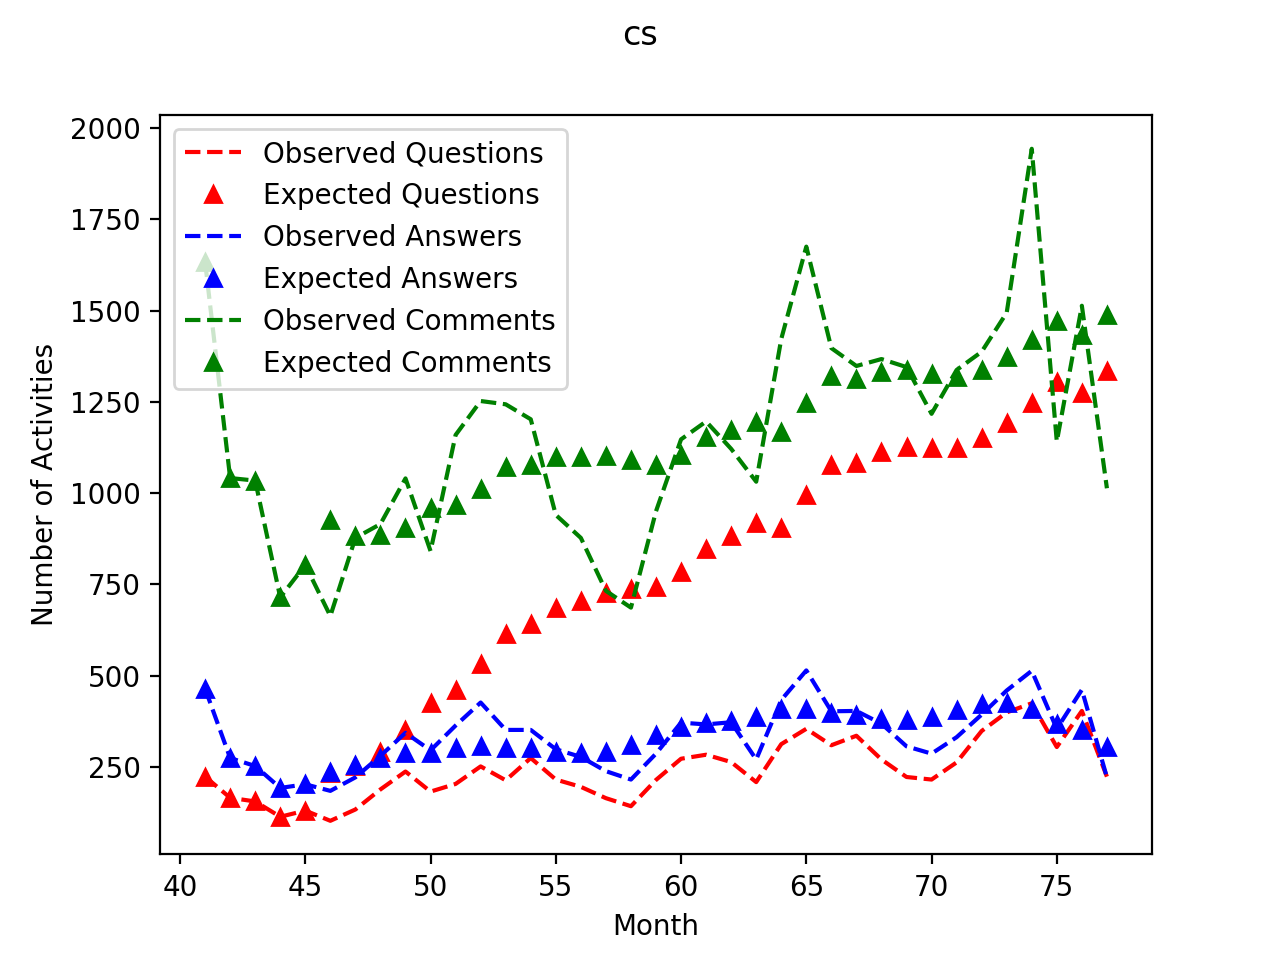 cs
2000
1750
1500
1250
1000
750
500
250
Number of Activities
Observed Questions
Expected Questions
Observed Answers
Expected Answers
Observed Comments
Expected Comments
40 45 50 55 60 65 70 75
Month